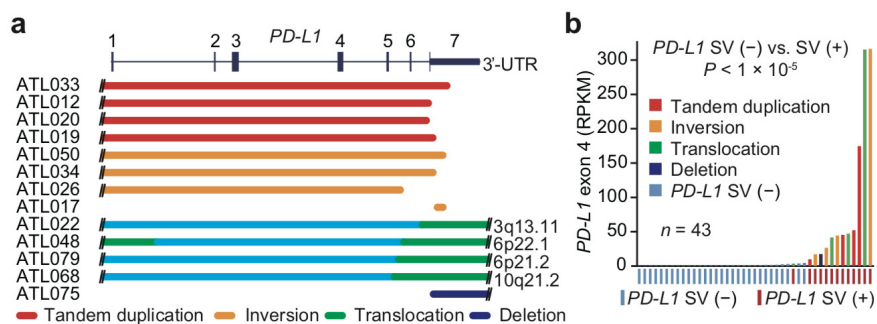 a
PD-L1
1 2 3 4 5 6 7
3'-UTR
ATL033
ATL012
ATL020
ATL019
ATL050
ATL034
ATL026
ATL017
ATL022 3q13.11
ATL048 6p22.1
ATL079 6p21.2
ATL068 10q21.2
ATL075
Tandem duplication Inversion Translocation Deletion
b
PD-L1 SV (−) vs. SV (+)
P < 1 × 10⁻⁵
PD-L1 exon 4 (RPKM)
300
250
200
150
100
50
0
Tandem duplication
Inversion
Translocation
Deletion
PD-L1 SV (−)
n = 43
PD-L1 SV (−) PD-L1 SV (+)